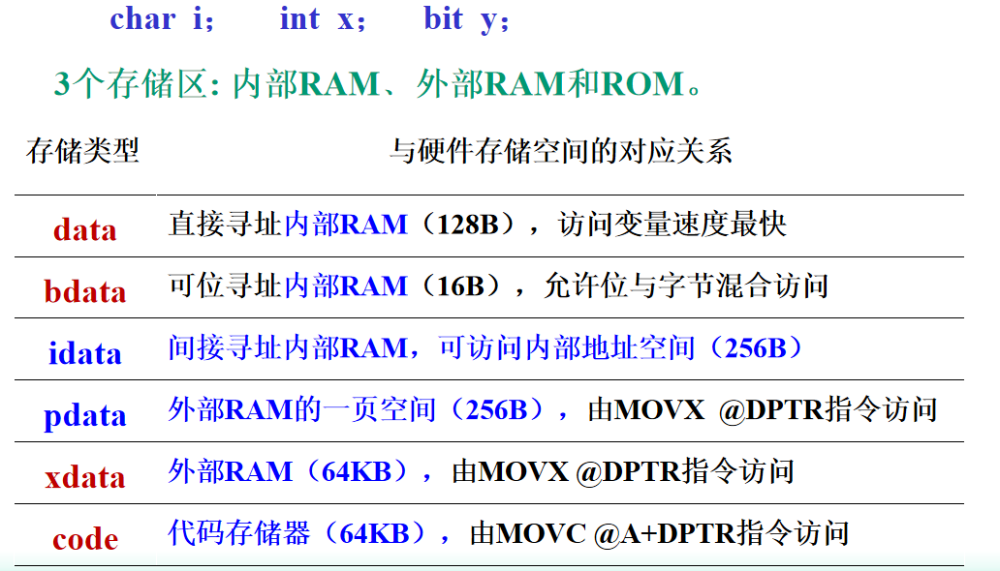 char i； int x； bit y；
3个存储区: 内部RAM、外部RAM和ROM。
存储类型 与硬件存储空间的对应关系
data 直接寻址内部RAM（128B），访问变量速度最快
bdata 可位寻址内部RAM（16B），允许位与字节混合访问
idata 间接寻址内部RAM，可访问内部地址空间（256B）
pdata 外部RAM的一页空间（256B），由MOVX @DPTR指令访问
xdata 外部RAM（64KB），由MOVX @DPTR指令访问
code 代码存储器（64KB），由MOVC @A+DPTR指令访问